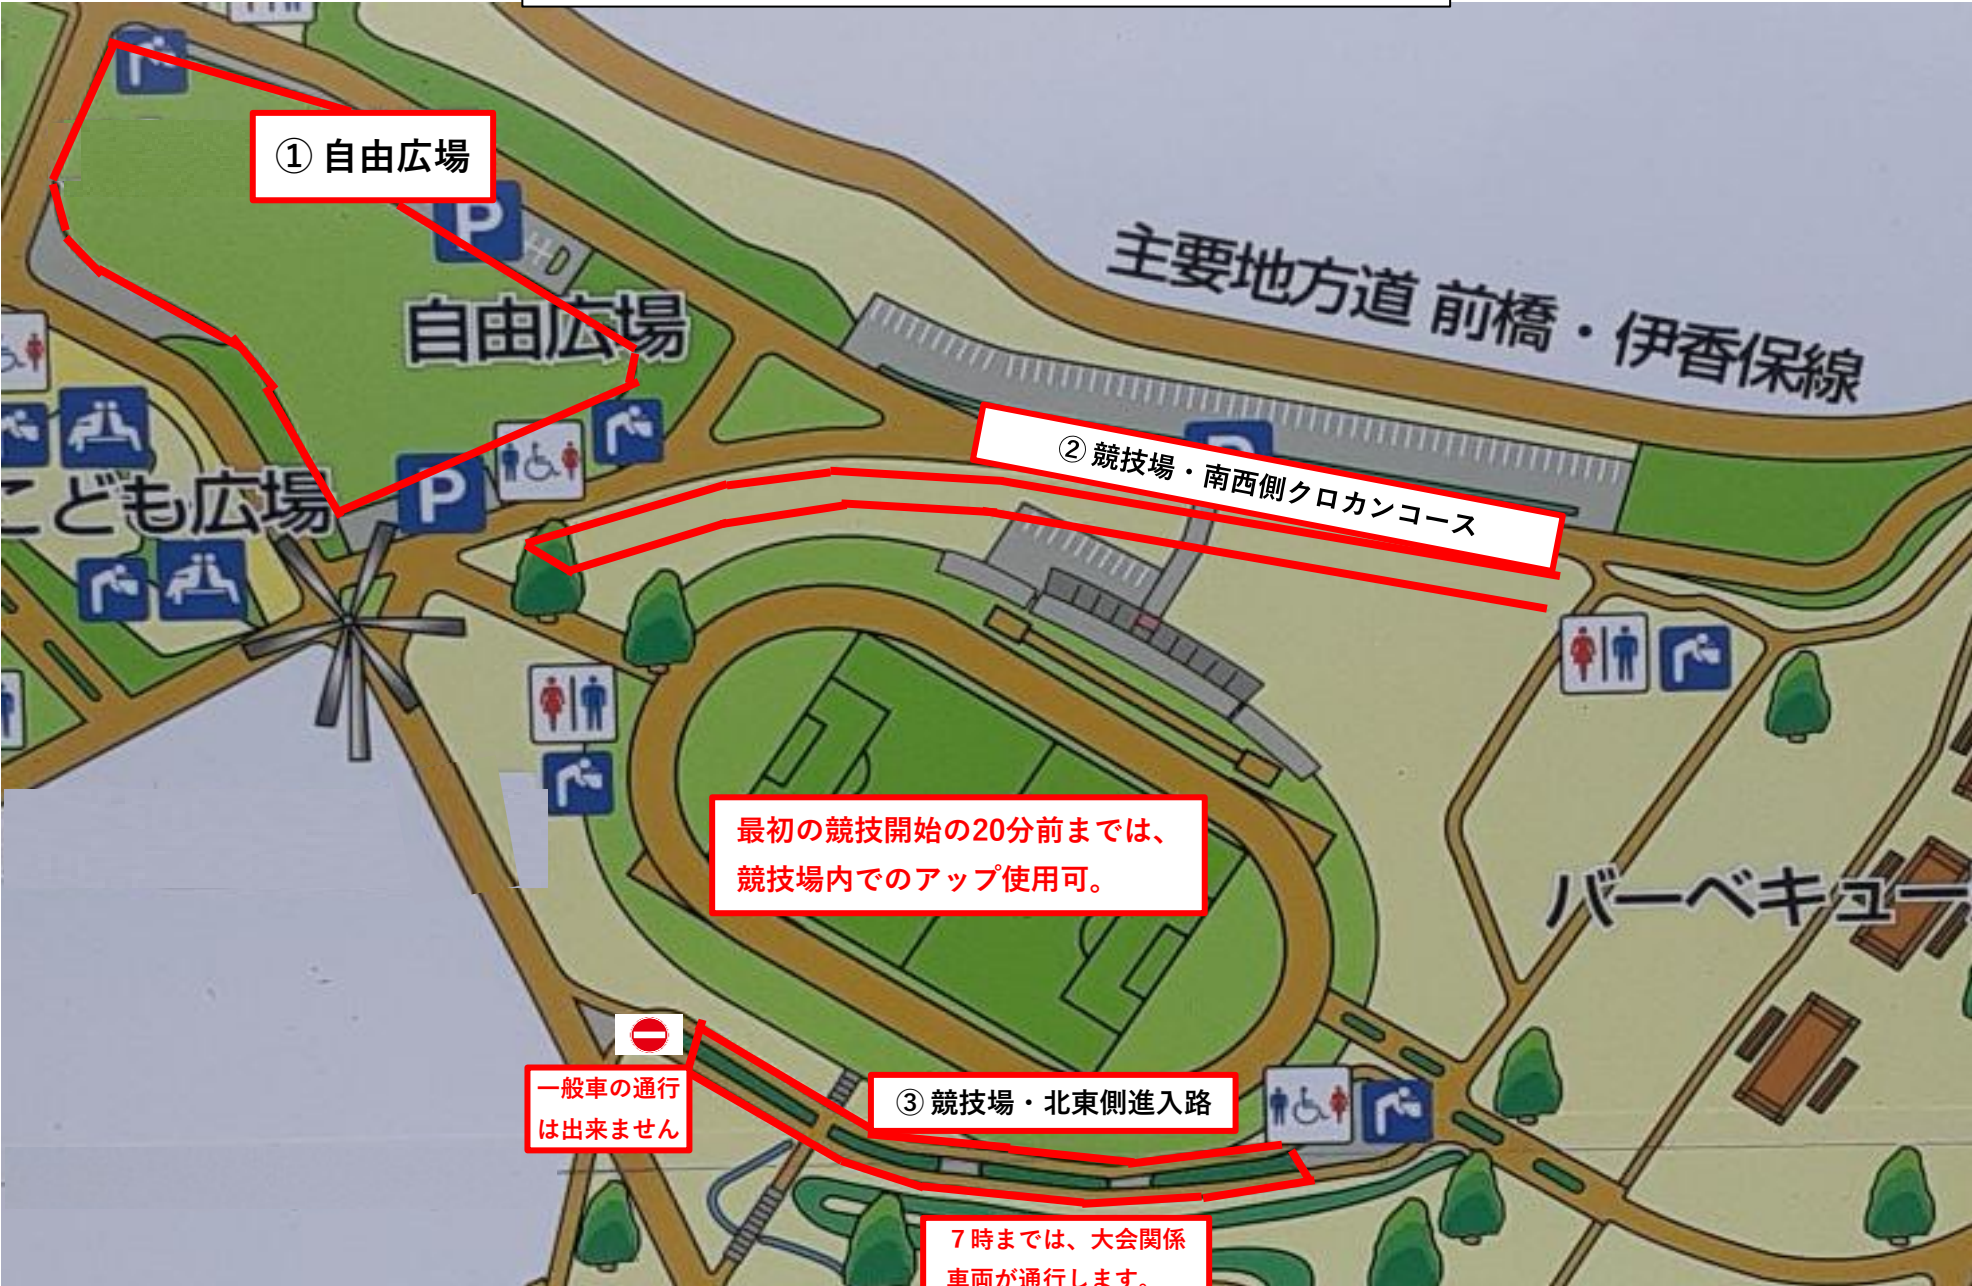 ① 自由広場
P
自由広場
主要地方道 前橋・伊香保線
② 競技場・南西側クロカンコース
P
こども広場
最初の競技開始の20分前までは、
競技場内でのアップ使用可。
バーベキュー
一般車の通行
は出来ません
③ 競技場・北東側進入路
７時までは、大会関係
車両が通行します。